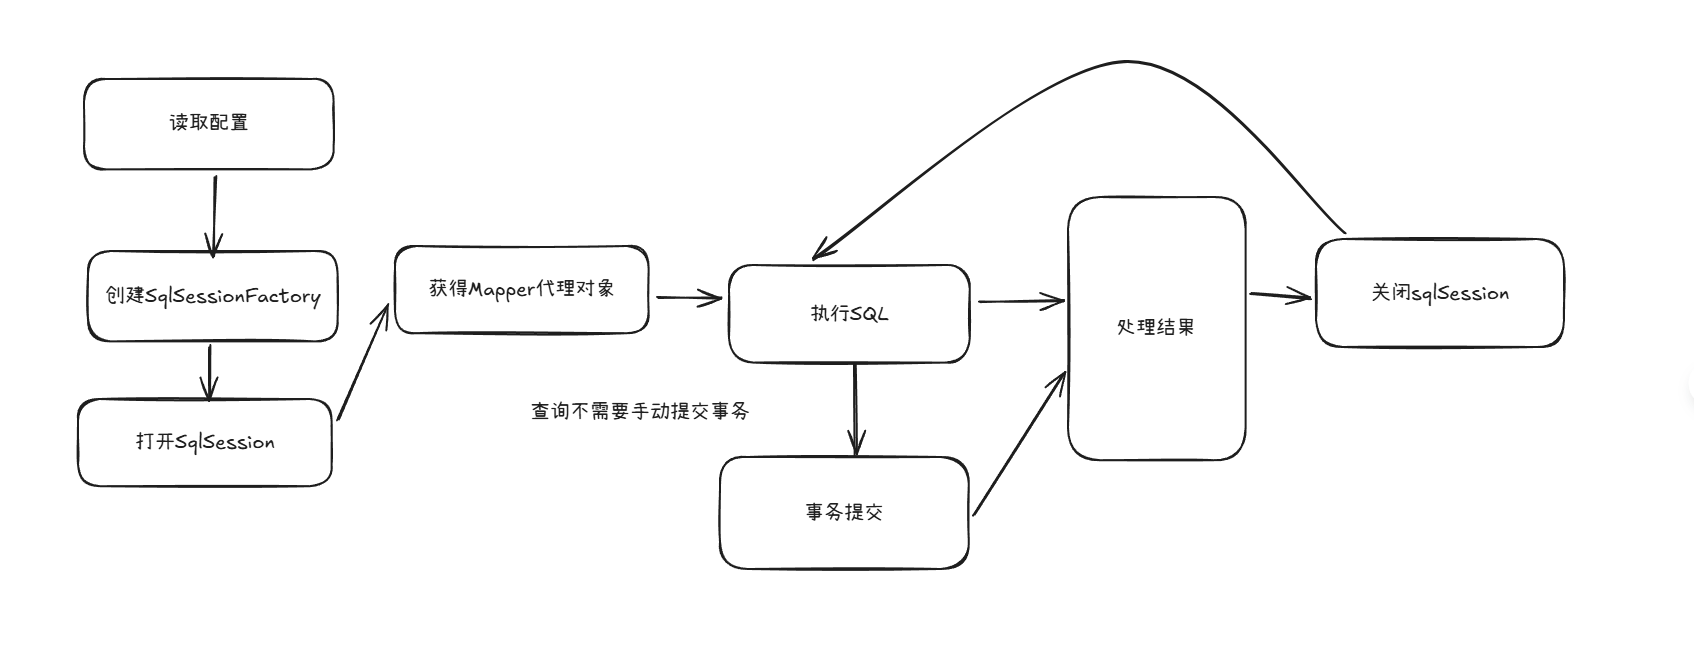 读取配置
创建SqlSessionFactory
打开SqlSession
获得Mapper代理对象
执行SQL
查询不需要手动提交事务
事务提交
处理结果
关闭sqlSession